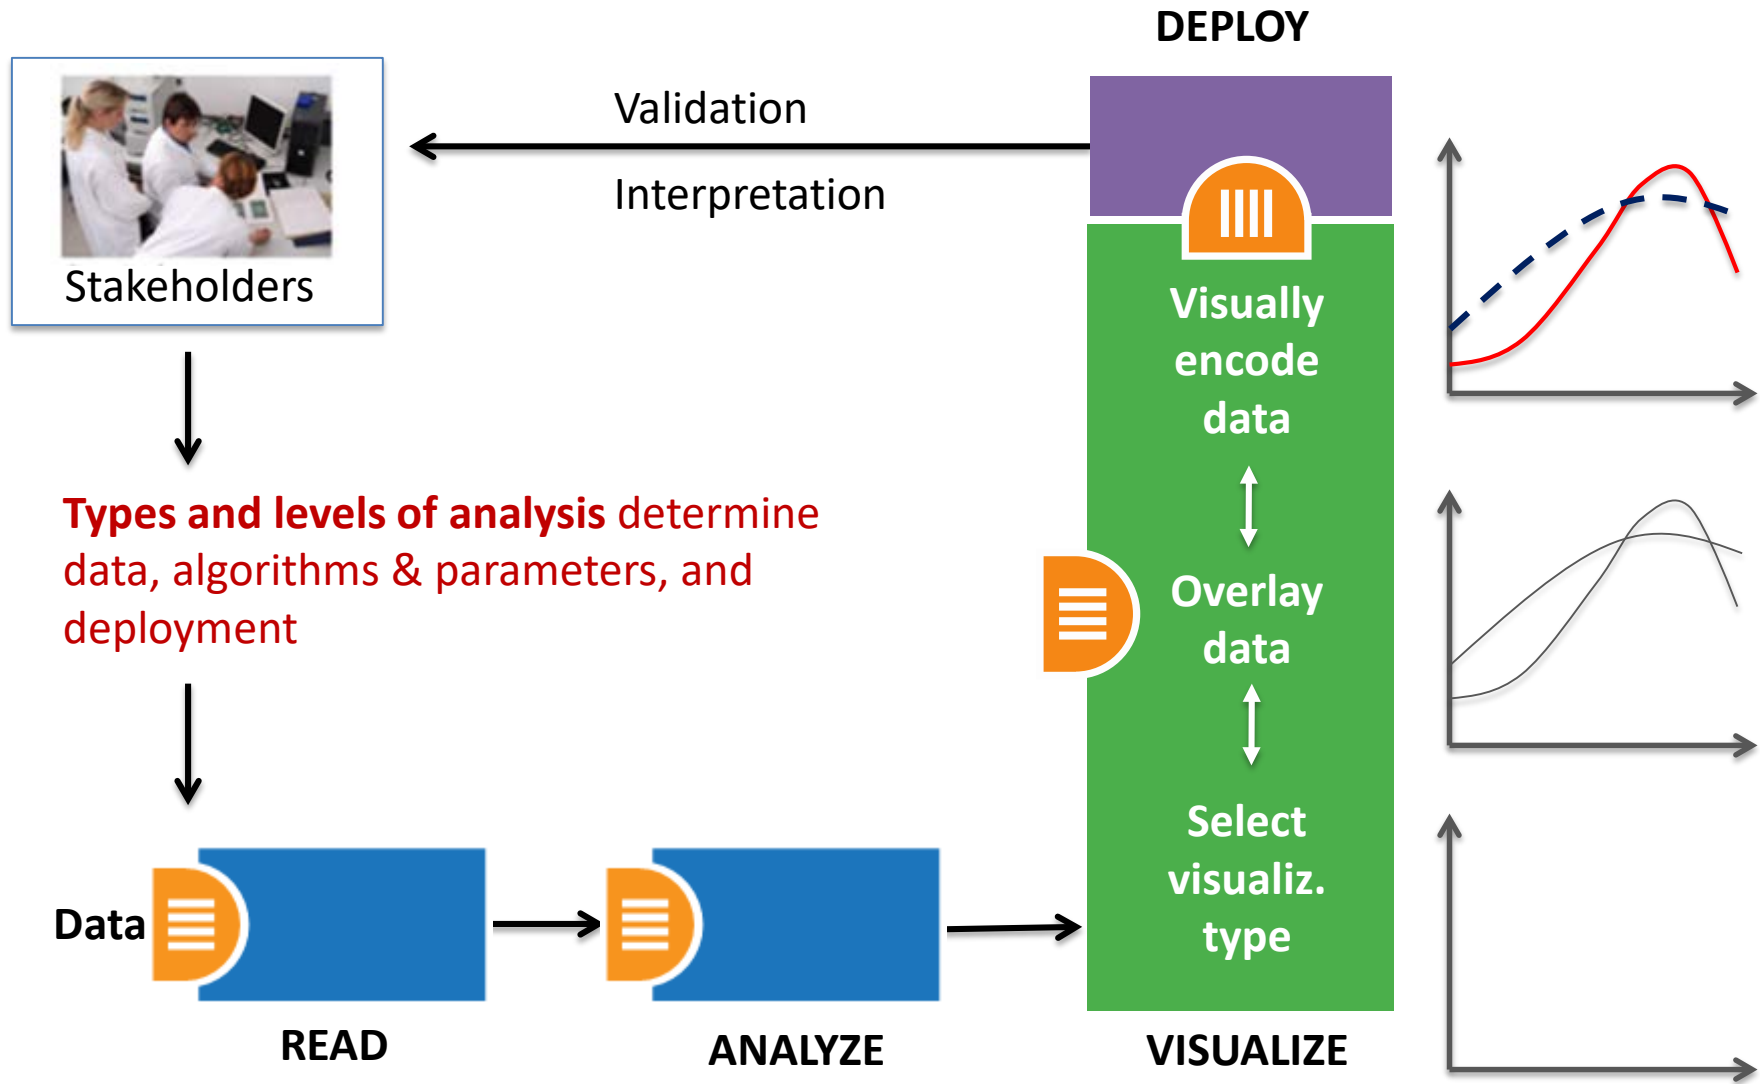 DEPLOY
Validation
Interpretation
Stakeholders
Visually
encode
data
Types and levels of analysis determine
data, algorithms & parameters, and
deployment
Overlay
data
Select
visualiz.
type
Data
READ
ANALYZE
VISUALIZE